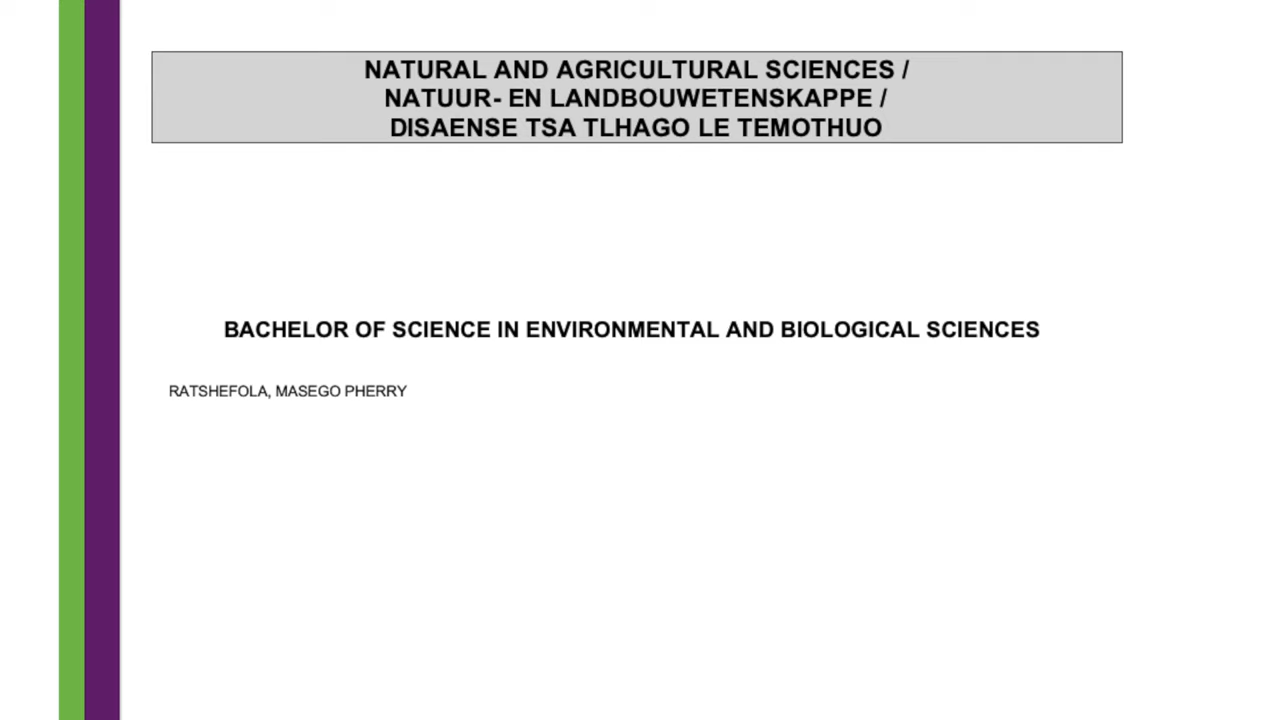 NATURAL AND AGRICULTURAL SCIENCES /
NATUUR- EN LANDBOUWETENSKAPPE /
DISAENSE TSA TLHAGO LE TEMOTHUO
BACHELOR OF SCIENCE IN ENVIRONMENTAL AND BIOLOGICAL SCIENCES
RATSHEFOLA, MASEGO PHERRY